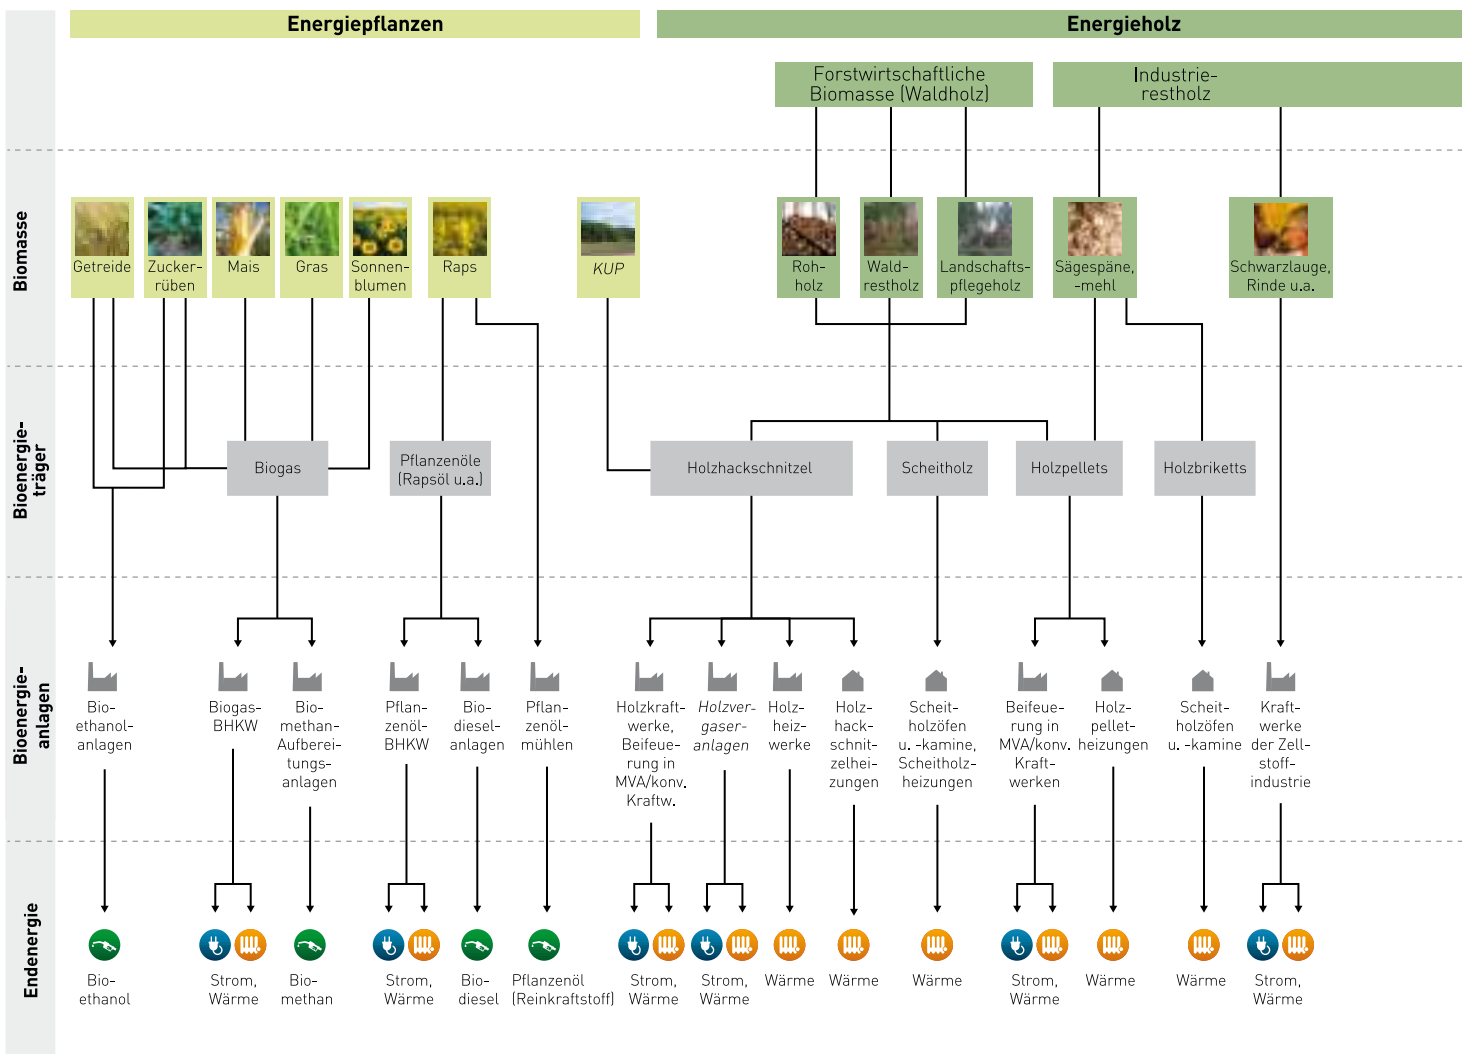 Energiepflanzen
Energieholz
Forstwirtschaftliche
Biomasse (Waldholz)
Industrie-
restholz
Biomasse
Getreide
Zucker-
rüben
Mais
Gras
Sonnen-
blumen
Raps
KUP
Roh-
holz
Wald-
restholz
Landschafts-
pflegeholz
Sägespäne,
-mehl
Schwarzlauge,
Rinde u.a.
Bioenergie-
träger
Biogas
Pflanzenöle
(Rapsöl u.a.)
Holzhackschnitzel
Scheitholz
Holzpellets
Holzbriketts
Bioenergie-
anlagen
Bio-
ethanol-
anlagen
Biogas-
BHKW
Bio-
methan-
Aufberei-
tungs-
anlagen
Pflan-
zenöl-
BHKW
Bio-
diesel-
anlagen
Pflan-
zenöl-
mühlen
Holzkraft-
werke,
Beifeue-
rung in
MVA/konv.
Kraftw.
Holzver-
gaser-
anlagen
Holz-
heiz-
werke
Holz-
hack-
schnit-
zelhei-
zungen
Scheit-
holzöfen
u. -kamine,
Scheitholz-
heizungen
Beifeue-
rung in
MVA/konv.
Kraft-
werken
Holz-
pellet-
heizungen
Scheit-
holzöfen
u. -kamine
Kraft-
werke
der Zell-
stoff-
industrie
Endenergie
Bio-
ethanol
Strom,
Wärme
Bio-
methan
Strom,
Wärme
Bio-
diesel
Pflanzenöl
(Reinkraftstoff)
Strom,
Wärme
Strom,
Wärme
Wärme
Wärme
Wärme
Strom,
Wärme
Wärme
Wärme
Strom,
Wärme